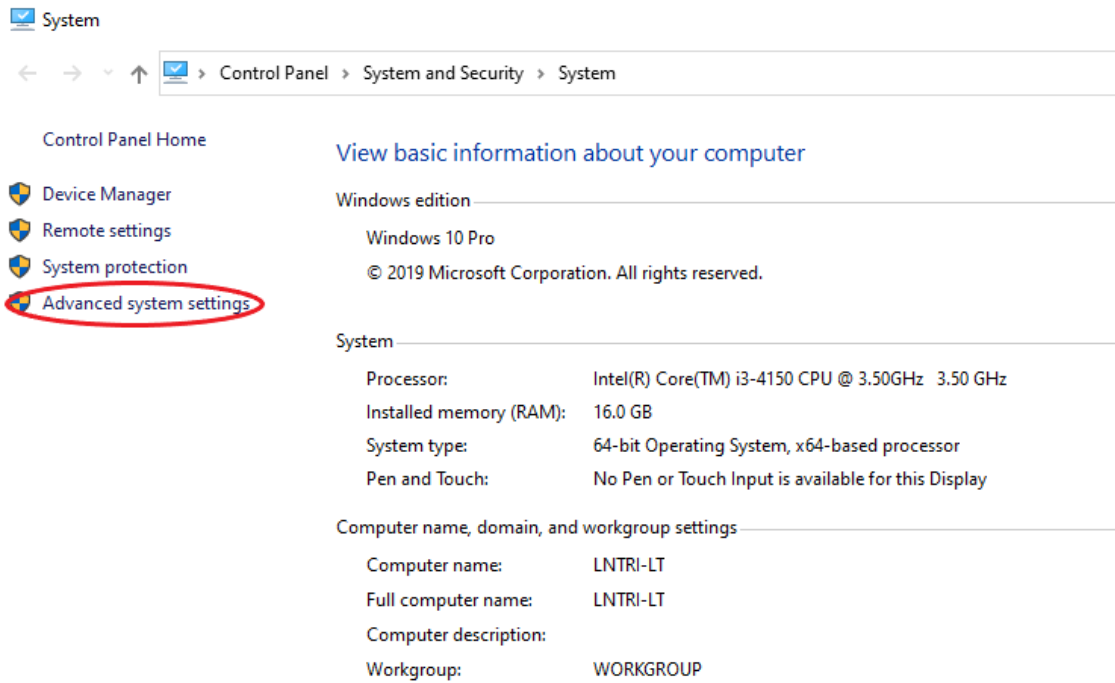 System
Control Panel › System and Security › System
Control Panel Home
Device Manager
Remote settings
System protection
Advanced system settings
View basic information about your computer
Windows edition
Windows 10 Pro
© 2019 Microsoft Corporation. All rights reserved.
System
Processor: Intel(R) Core(TM) i3-4150 CPU @ 3.50GHz 3.50 GHz
Installed memory (RAM): 16.0 GB
System type: 64-bit Operating System, x64-based processor
Pen and Touch: No Pen or Touch Input is available for this Display
Computer name, domain, and workgroup settings
Computer name: LNTRI-LT
Full computer name: LNTRI-LT
Computer description:
Workgroup: WORKGROUP